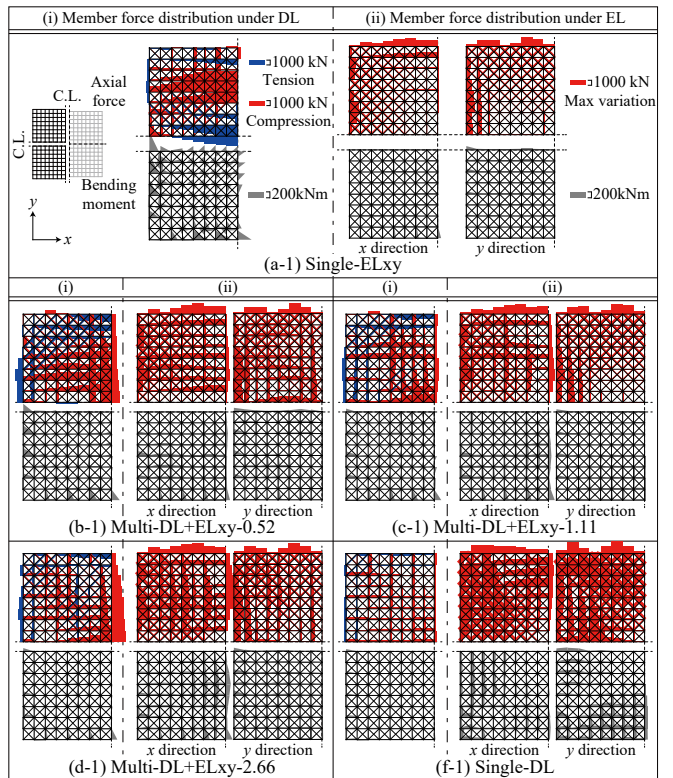 (i) Member force distribution under DL
(ii) Member force distribution under EL
C.L.
Axial
force
1000 kN
Tension
1000 kN
Compression
1000 kN
Max variation
C.L.
Bending
moment
200kNm
200kNm
y
x
x direction
y direction
(a-1) Single-ELxy
(i)
(ii)
(i)
(ii)
x direction
y direction
x direction
y direction
(b-1) Multi-DL+ELxy-0.52
(c-1) Multi-DL+ELxy-1.11
x direction
y direction
x direction
y direction
(d-1) Multi-DL+ELxy-2.66
(f-1) Single-DL